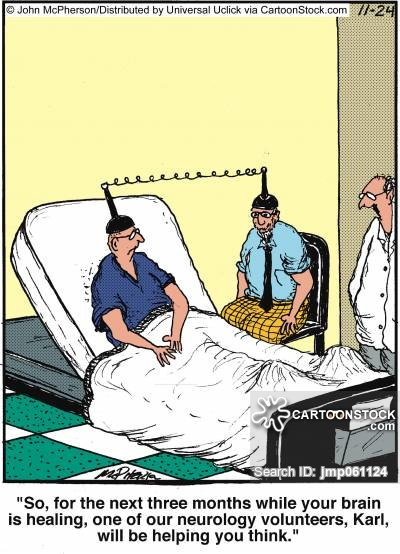 © John McPherson/Distributed by Universal Uclick via CartoonStock.com
11-24
CARTOONSTOCK
.com
Search ID: jmp061124
McPherson
"So, for the next three months while your brain
is healing, one of our neurology volunteers, Karl,
will be helping you think."